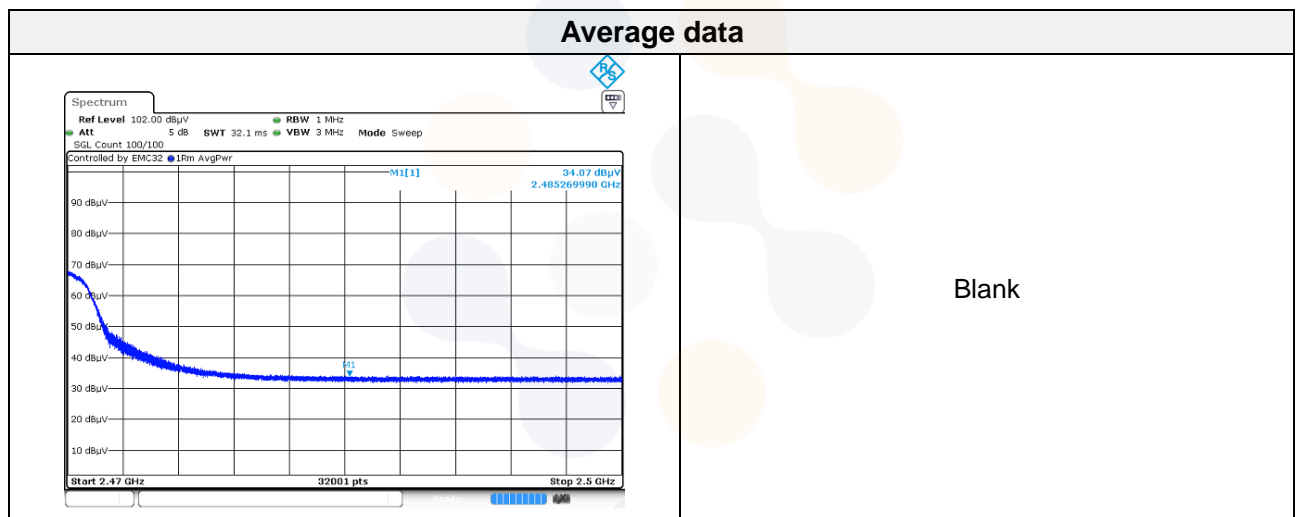 Average data
R&S
Spectrum
Ref Level 102.00 dBµV RBW 1 MHz
Att 5 dB SWT 32.1 ms VBW 3 MHz Mode Sweep
SGL Count 100/100
Controlled by EMC32 1Rm AvgPwr
M1[1] 34.07 dBµV
2.485269990 GHz
90 dBµV
80 dBµV
70 dBµV
60 dBµV
50 dBµV
40 dBµV
M1
30 dBµV
20 dBµV
10 dBµV
Start 2.47 GHz 32001 pts Stop 2.5 GHz
Ready
Blank